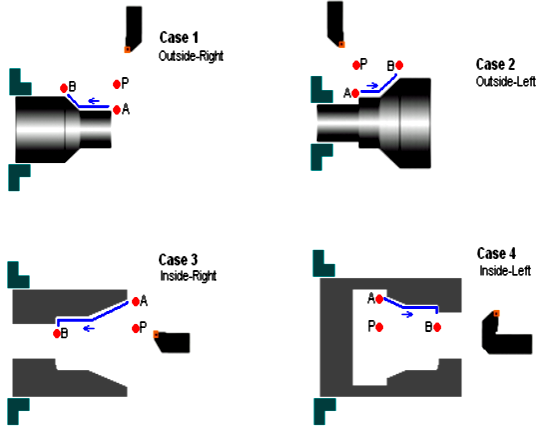 Case 1
Outside-Right
B
P
A
Case 2
Outside-Left
P
B
A
Case 3
Inside-Right
A
B
P
Case 4
Inside-Left
A
P
B